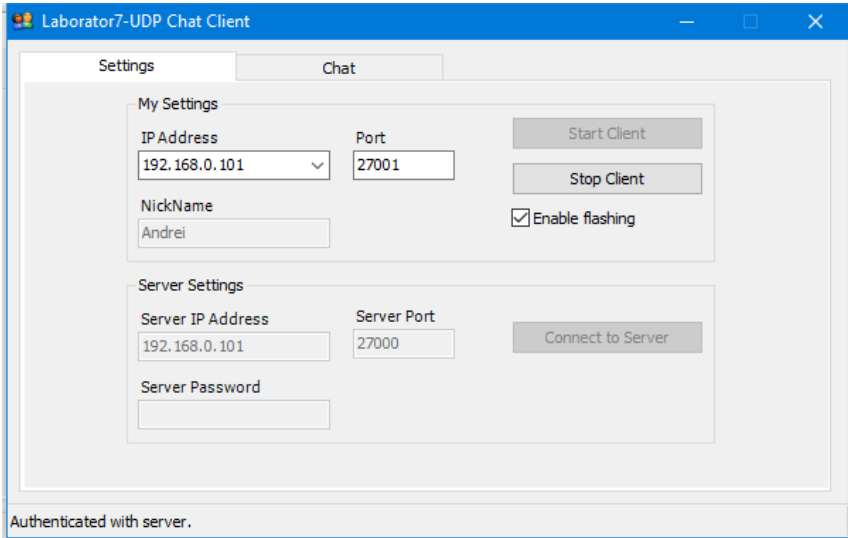 Laborator7-UDP Chat Client
Settings
Chat
My Settings
IP Address
Port
Start Client
192.168.0.101
27001
Stop Client
NickName
Enable flashing
Andrei
Server Settings
Server IP Address
Server Port
192.168.0.101
27000
Connect to Server
Server Password
Authenticated with server.